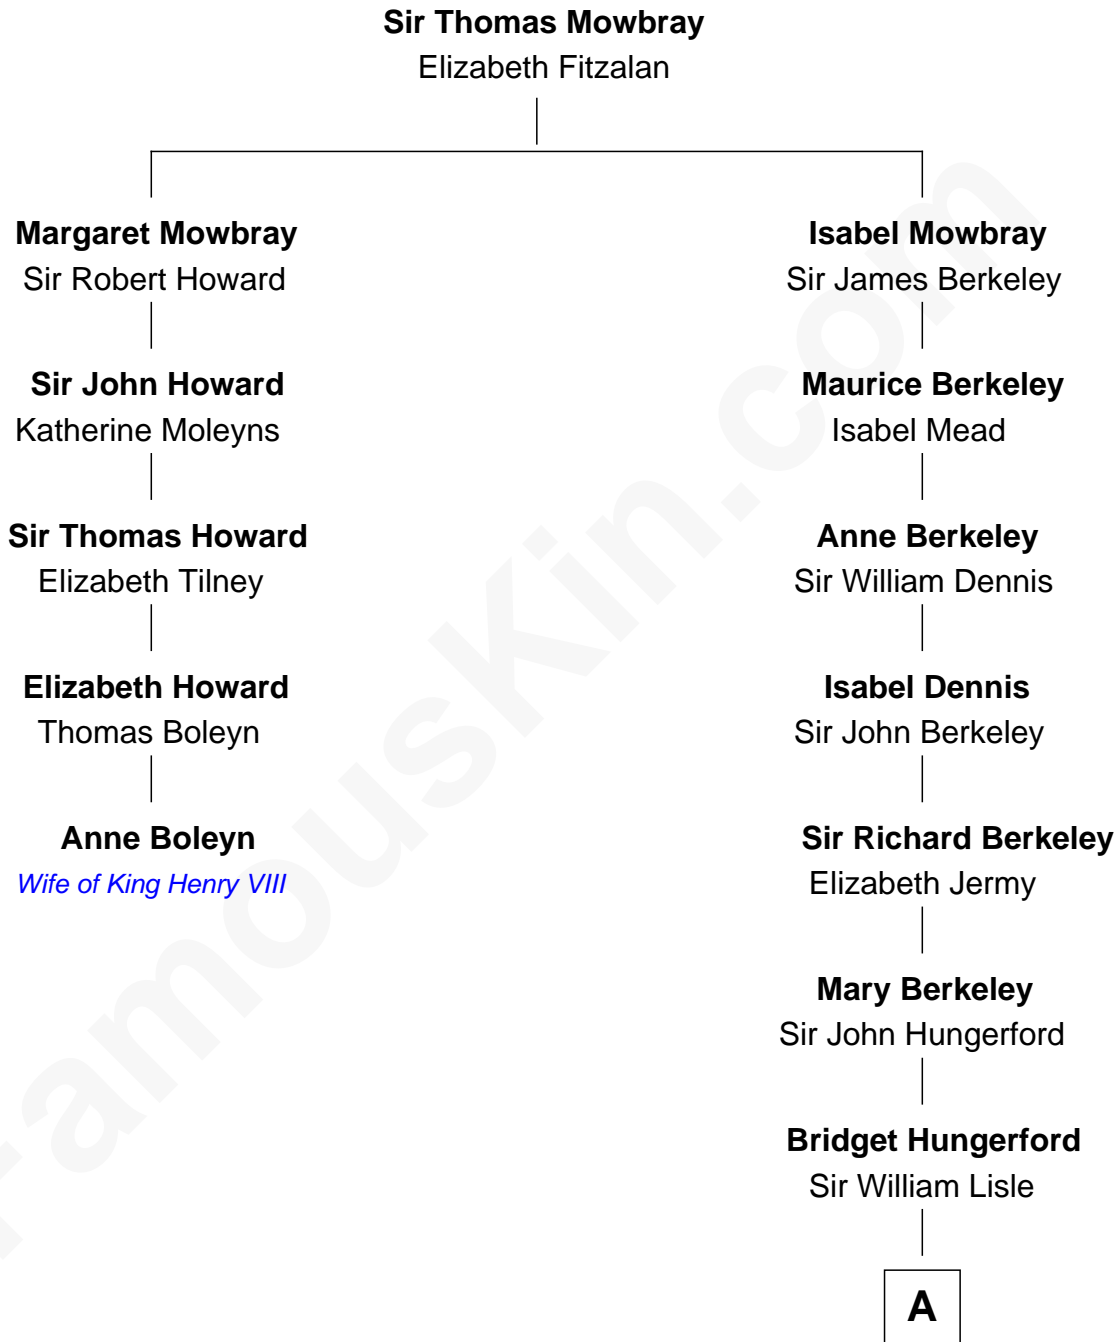 Sir Thomas Mowbray
Elizabeth Fitzalan
Margaret Mowbray
Sir Robert Howard
Sir John Howard
Katherine Moleyns
Sir Thomas Howard
Elizabeth Tilney
Elizabeth Howard
Thomas Boleyn
Anne Boleyn
Wife of King Henry VIII
Isabel Mowbray
Sir James Berkeley
Maurice Berkeley
Isabel Mead
Anne Berkeley
Sir William Dennis
Isabel Dennis
Sir John Berkeley
Sir Richard Berkeley
Elizabeth Jermy
Mary Berkeley
Sir John Hungerford
Bridget Hungerford
Sir William Lisle
A
FamousKin.com